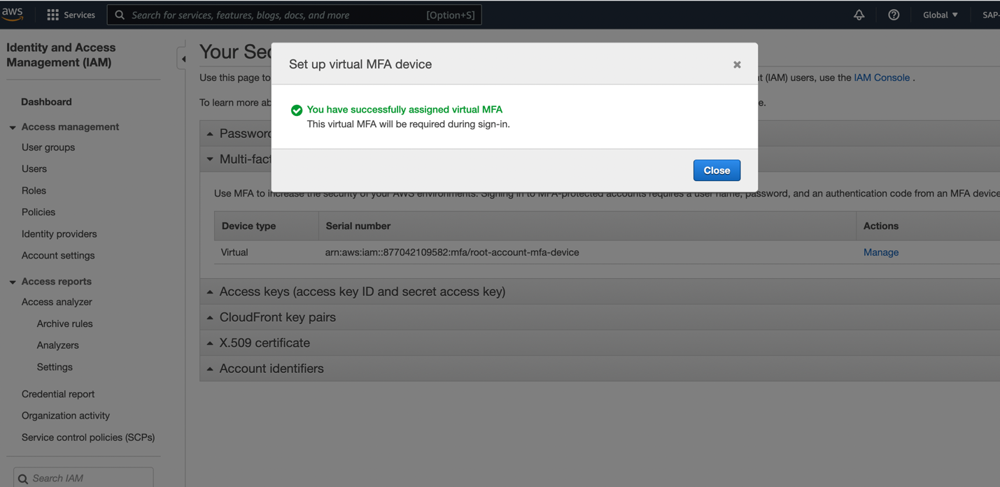 aws
Services
Search for services, features, blogs, docs, and more [Option+S]
Global
SAP-
Identity and Access
Management (IAM)
Dashboard
Access management
User groups
Users
Roles
Policies
Identity providers
Account settings
Access reports
Access analyzer
Archive rules
Analyzers
Settings
Credential report
Organization activity
Service control policies (SCPs)
Search IAM
Your Sec
Use this page to
t (IAM) users, use the IAM Console .
To learn more ab
e.
Set up virtual MFA device
You have successfully assigned virtual MFA
This virtual MFA will be required during sign-in.
Close
Password
Multi-fact
Use MFA to increase the security of your AWS environments. Signing in to MFA-protected accounts requires a user name, password, and an authentication code from an MFA device
Device type Serial number Actions
Virtual arn:aws:iam::877042109582:mfa/root-account-mfa-device Manage
Access keys (access key ID and secret access key)
CloudFront key pairs
X.509 certificate
Account identifiers